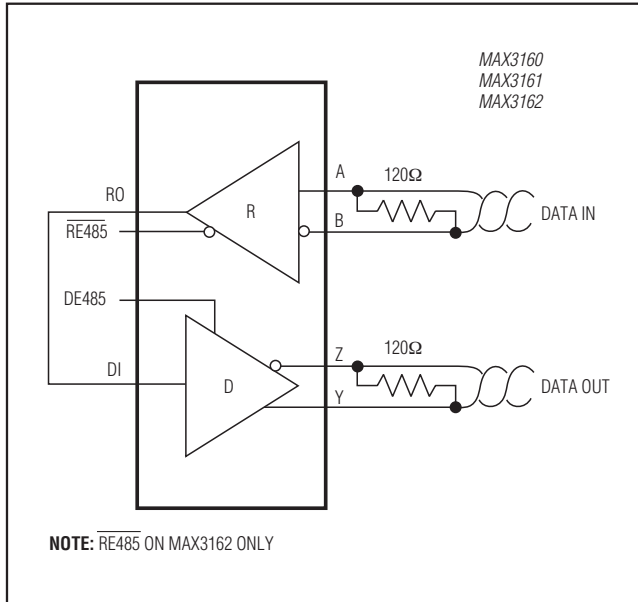 MAX3160
MAX3161
MAX3162
A
120Ω
RO
R
DATA IN
B
RE485
DE485
Z
120Ω
DI
D
DATA OUT
Y
NOTE: RE485 ON MAX3162 ONLY